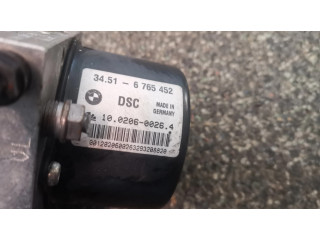 34.51 - 6 765 452
DSC
MADE IN
GERMANY
10.0206-0026.4